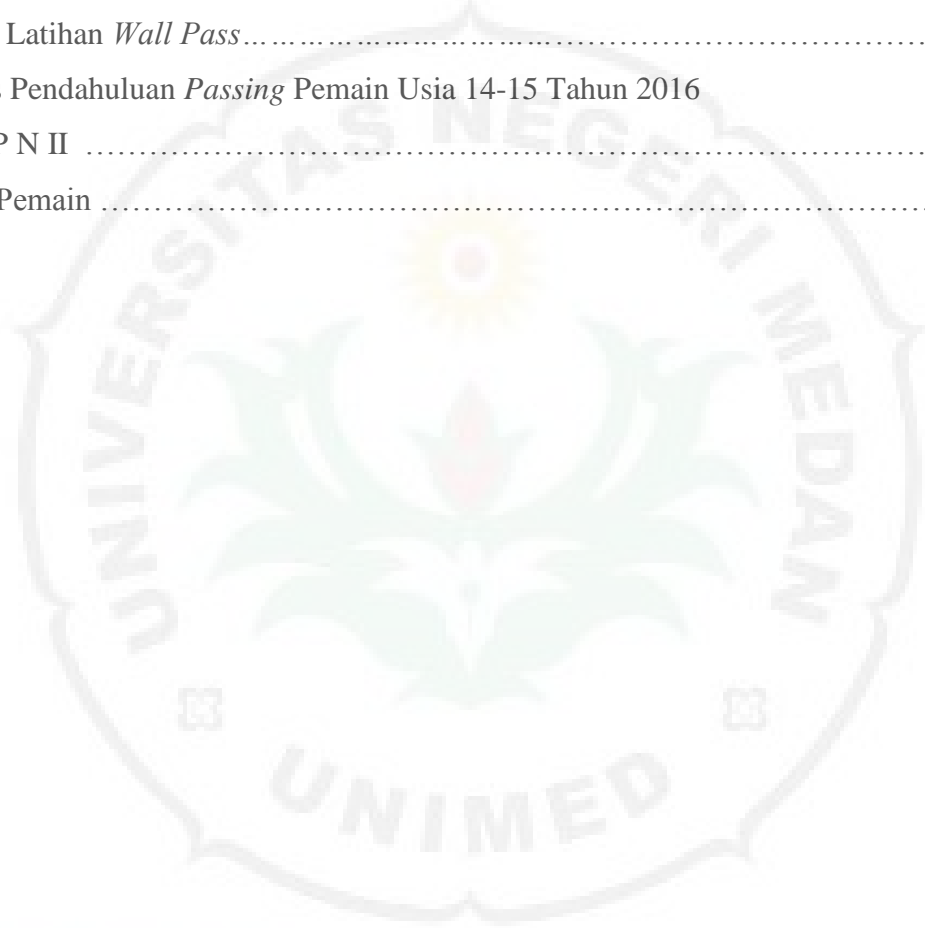 Latihan Wall Pass……………………………………………………………
s Pendahuluan Passing Pemain Usia 14-15 Tahun 2016
P N II ……………………………………………………………………
Pemain ……………………………………………………………………
UNIVERSITAS NEGERI MEDAN
UNIMED